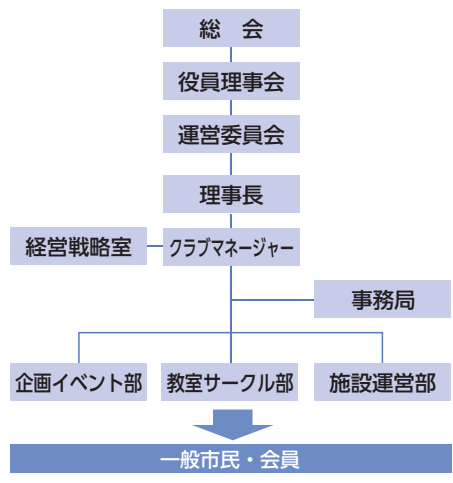 総　会
役員理事会
運営委員会
理事長
経営戦略室
クラブマネージャー
事務局
企画イベント部
教室サークル部
施設運営部
一般市民・会員